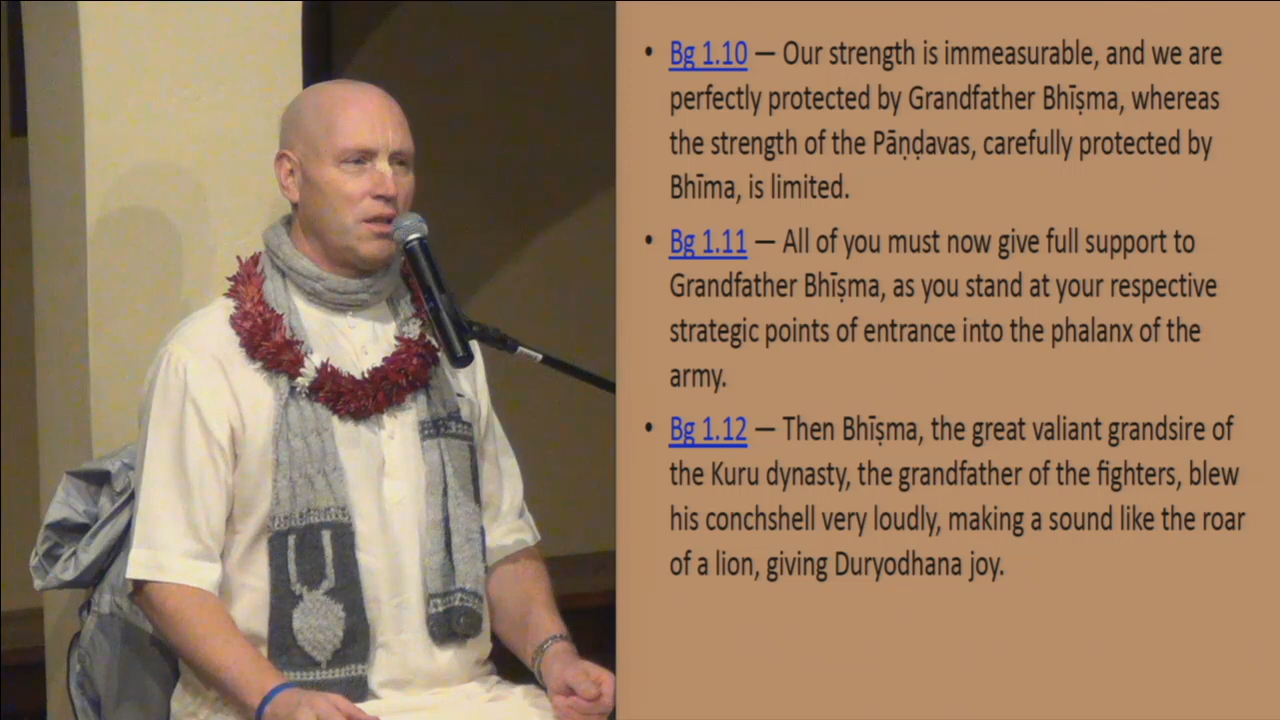 • Bg 1.10 — Our strength is immeasurable, and we are
perfectly protected by Grandfather Bhīṣma, whereas
the strength of the Pāṇḍavas, carefully protected by
Bhīma, is limited.
• Bg 1.11 — All of you must now give full support to
Grandfather Bhīṣma, as you stand at your respective
strategic points of entrance into the phalanx of the
army.
• Bg 1.12 — Then Bhīṣma, the great valiant grandsire of
the Kuru dynasty, the grandfather of the fighters, blew
his conchshell very loudly, making a sound like the roar
of a lion, giving Duryodhana joy.